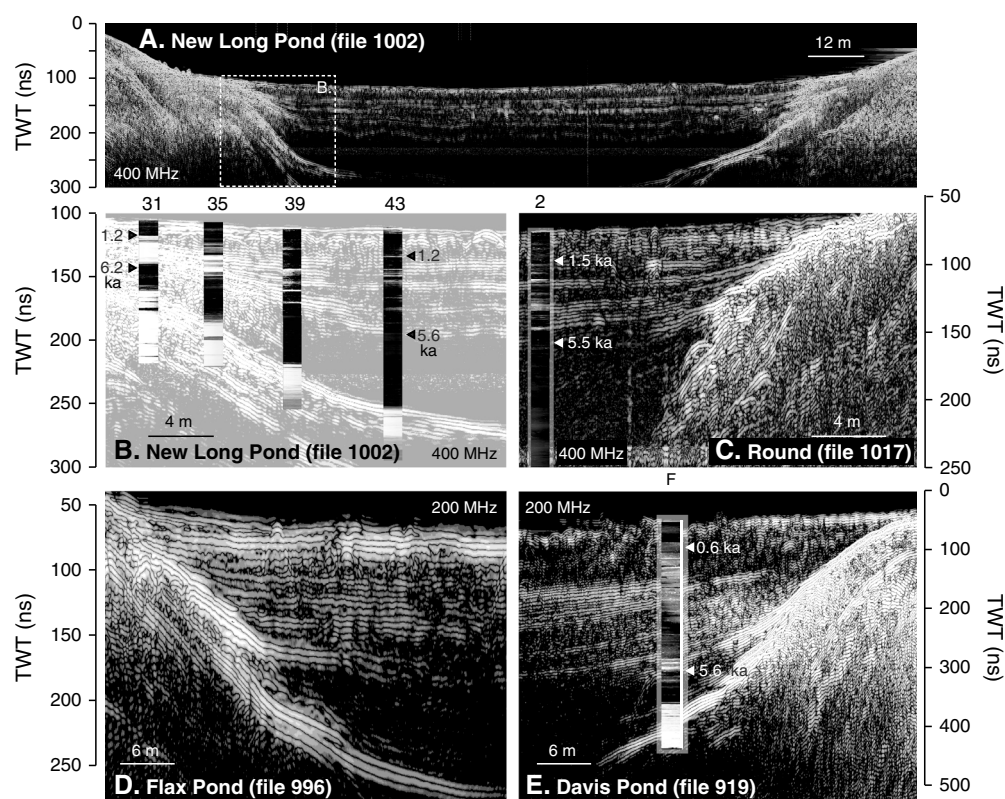 0
100
200
300
TWT (ns)
A. New Long Pond (file 1002)
12 m
B.
400 MHz
31
35
39
43
100
150
200
250
300
TWT (ns)
1.2
6.2
ka
1.2
5.6
ka
4 m
B. New Long Pond (file 1002)
400 MHz
2
1.5 ka
5.5 ka
400 MHz
4 m
C. Round (file 1017)
50
100
150
200
250
TWT (ns)
50
100
150
200
250
TWT (ns)
200 MHz
6 m
D. Flax Pond (file 996)
F
200 MHz
0.6 ka
5.6 ka
6 m
E. Davis Pond (file 919)
0
100
200
300
400
500
TWT (ns)